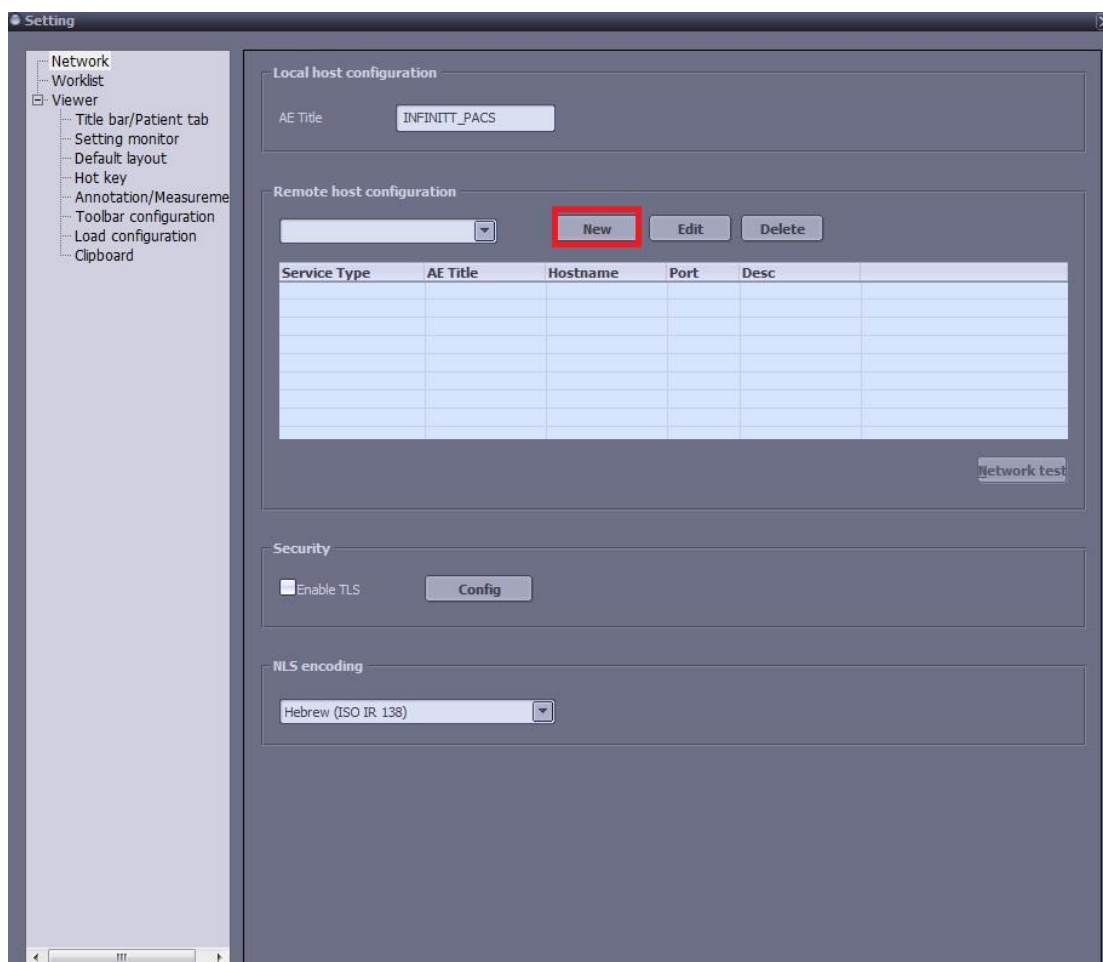 Setting
Network
Worklist
Viewer
Title bar/Patient tab
Setting monitor
Default layout
Hot key
Annotation/Measureme
Toolbar configuration
Load configuration
Clipboard
Local host configuration
AE Title INFINITT_PACS
Remote host configuration
New Edit Delete
Service Type AE Title Hostname Port Desc
Network test
Security
Enable TLS Config
NLS encoding
Hebrew (ISO IR 138)